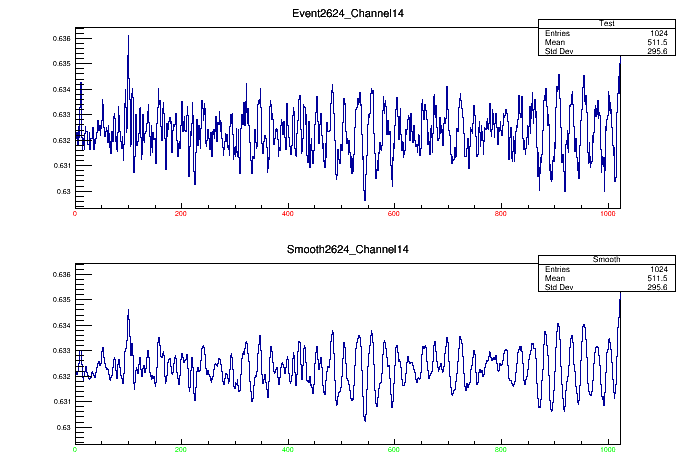 Event2624_Channel14
Test
Entries 1024
Mean 511.5
Std Dev 295.6
0.636
0.635
0.634
0.633
0.632
0.631
0.63
0 200 400 600 800 1000
Smooth2624_Channel14
Smooth
Entries 1024
Mean 511.5
Std Dev 295.6
0.636
0.635
0.634
0.633
0.632
0.631
0.63
0 200 400 600 800 1000